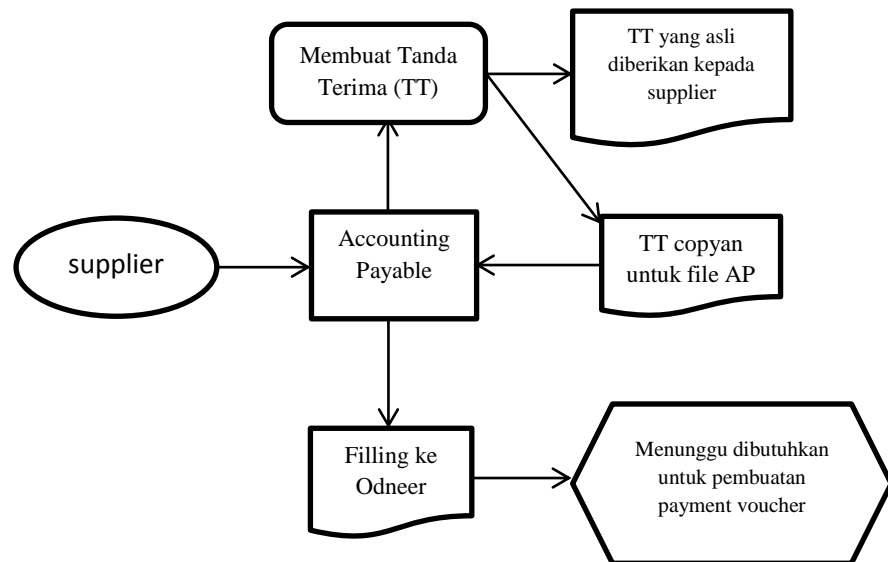 Membuat Tanda
Terima (TT)
TT yang asli
diberikan kepada
supplier
supplier
Accounting
Payable
TT copyan
untuk file AP
Filling ke
Odneer
Menunggu dibutuhkan
untuk pembuatan
payment voucher